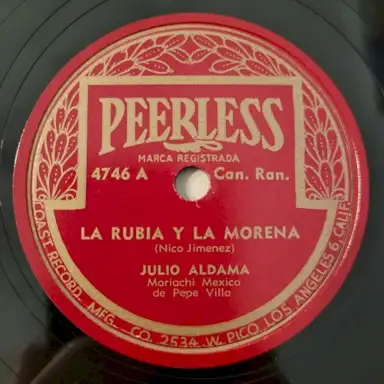 PEERLESS
MARCA REGISTRADA
4746 A Can. Ran.
LA RUBIA Y LA MORENA
(Nico Jimenez)
JULIO ALDAMA
Mariachi Mexico
de Pepe Villa
COAST RECORD. MFG. CO. 2534 W. PICO LOS ANGELES 6, CALIF.